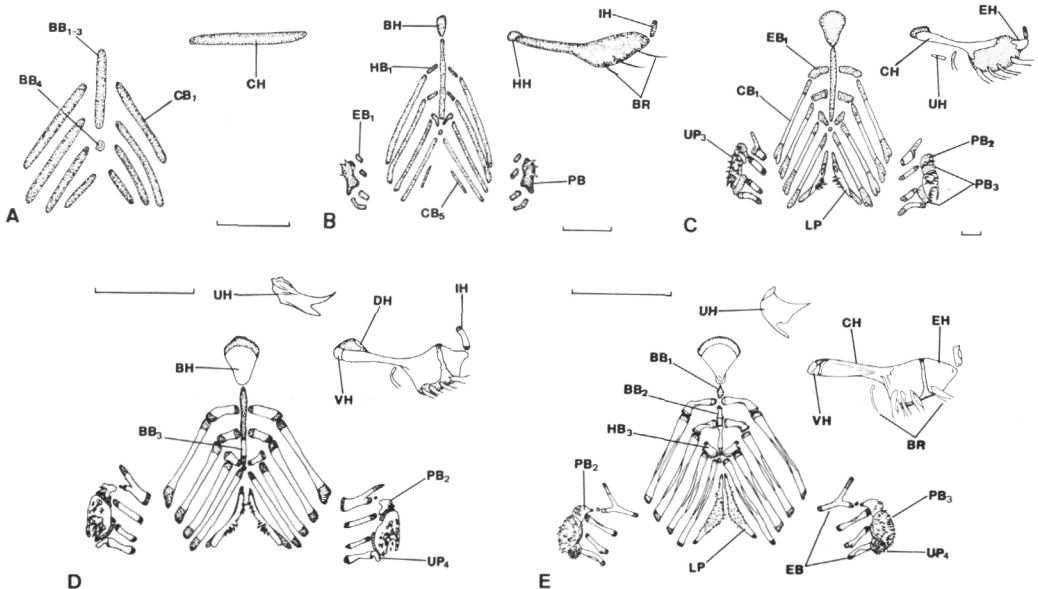 BB1-3
CH
BB4
CB1
A
BH
IH
HB1
HH
BR
EB1
PB
CB5
B
EH
EB1
CH
CB1
UH
UP3
PB2
PB3
LP
C
UH
DH
IH
BH
VH
BB3
PB2
UP4
D
UH
CH
EH
BB1
BB2
VH
HB3
BR
PB2
PB3
UP4
LP
EB
E